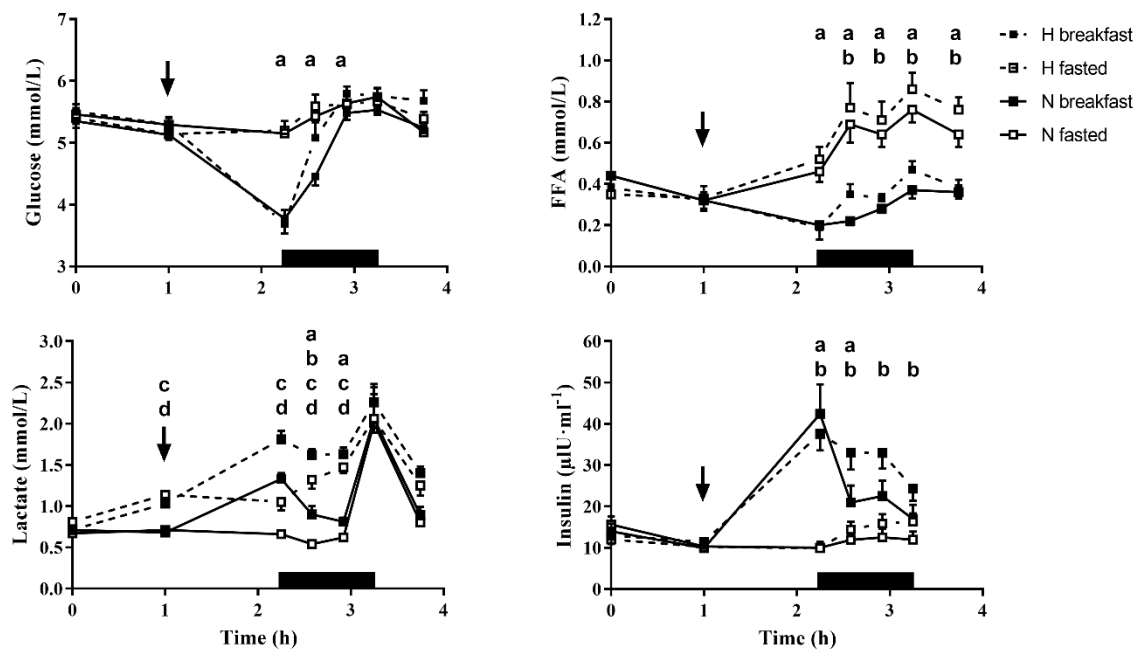 Glucose (mmol/L)
7
6
5
4
3
0
1
2
3
4
a a a
FFA (mmol/L)
1.2
1.0
0.8
0.6
0.4
0.2
0.0
0
1
2
3
4
a a a a a
b b b b
H breakfast
H fasted
N breakfast
N fasted
Lactate (mmol/L)
3.0
2.5
2.0
1.5
1.0
0.5
0.0
0
1
2
3
4
a
b a
c c c c
d d d d
Time (h)
Insulin (µIU·ml⁻¹)
60
50
40
30
20
10
0
0
1
2
3
4
a a
b b b b
Time (h)